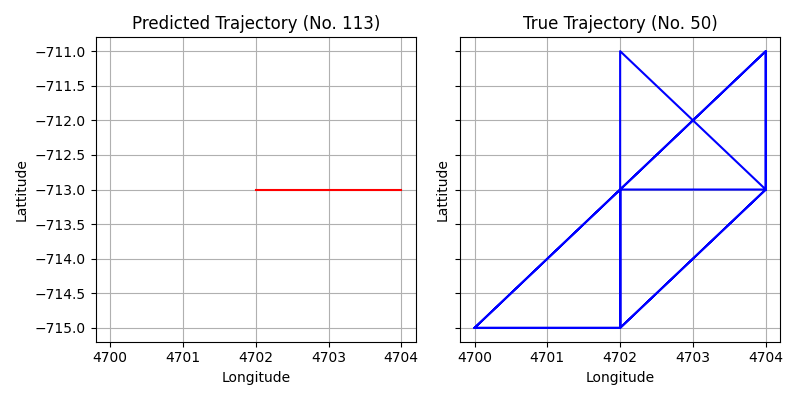 Predicted Trajectory (No. 113)
Lattitude
−711.0
−711.5
−712.0
−712.5
−713.0
−713.5
−714.0
−714.5
−715.0
4700 4701 4702 4703 4704
Longitude
True Trajectory (No. 50)
Lattitude
4700 4701 4702 4703 4704
Longitude